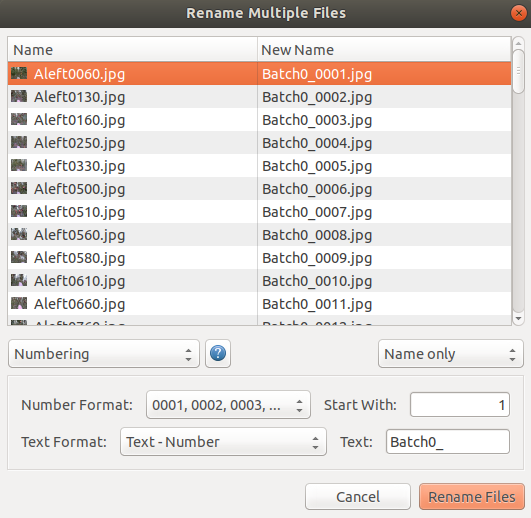 Rename Multiple Files
Name New Name
Aleft0060.jpg Batch0_0001.jpg
Aleft0130.jpg Batch0_0002.jpg
Aleft0160.jpg Batch0_0003.jpg
Aleft0250.jpg Batch0_0004.jpg
Aleft0330.jpg Batch0_0005.jpg
Aleft0500.jpg Batch0_0006.jpg
Aleft0510.jpg Batch0_0007.jpg
Aleft0560.jpg Batch0_0008.jpg
Aleft0580.jpg Batch0_0009.jpg
Aleft0610.jpg Batch0_0010.jpg
Aleft0660.jpg Batch0_0011.jpg
Numbering ? Name only
Number Format: 0001, 0002, 0003, ... Start With: 1
Text Format: Text - Number Text: Batch0_
Cancel Rename Files